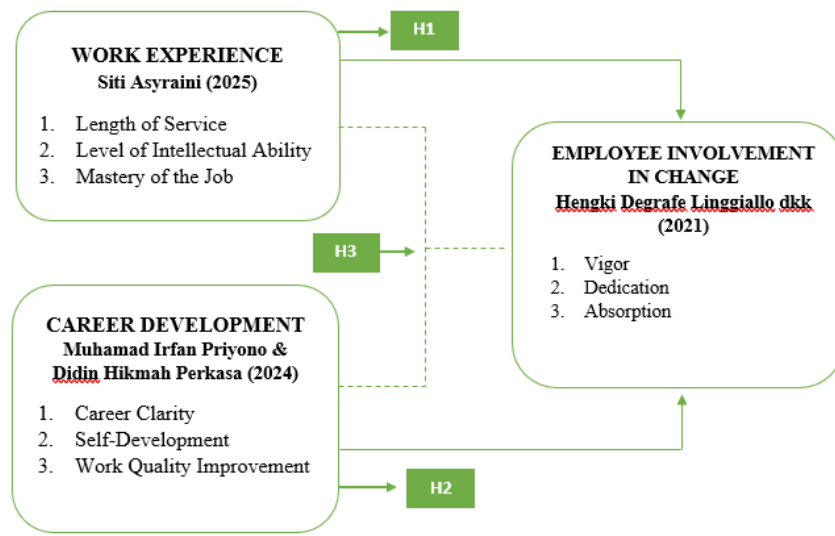 H1
WORK EXPERIENCE
Siti Asyraini (2025)
1. Length of Service
2. Level of Intellectual Ability
3. Mastery of the Job
EMPLOYEE INVOLVEMENT
IN CHANGE
Hengki Degrafe Linggiallo dkk
(2021)
1. Vigor
2. Dedication
3. Absorption
H3
CAREER DEVELOPMENT
Muhamad Irfan Priyono &
Didin Hikmah Perkasa (2024)
1. Career Clarity
2. Self-Development
3. Work Quality Improvement
H2